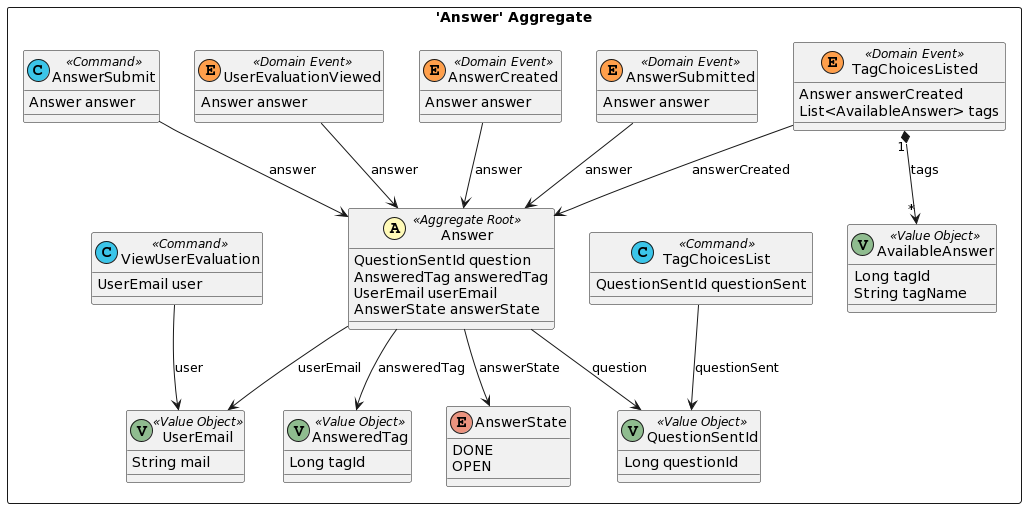 'Answer' Aggregate
C «Command»
AnswerSubmit
Answer answer
E «Domain Event»
UserEvaluationViewed
Answer answer
E «Domain Event»
AnswerCreated
Answer answer
E «Domain Event»
AnswerSubmitted
Answer answer
E «Domain Event»
TagChoicesListed
Answer answerCreated
List<AvailableAnswer> tags
answer
answer
answer
answer
answerCreated
1
tags
*
C «Command»
ViewUserEvaluation
UserEmail user
A «Aggregate Root»
Answer
QuestionSentId question
AnsweredTag answeredTag
UserEmail userEmail
AnswerState answerState
C «Command»
TagChoicesList
QuestionSentId questionSent
V «Value Object»
AvailableAnswer
Long tagId
String tagName
user
userEmail
answeredTag
answerState
question
questionSent
V «Value Object»
UserEmail
String mail
V «Value Object»
AnsweredTag
Long tagId
E AnswerState
DONE
OPEN
V «Value Object»
QuestionSentId
Long questionId